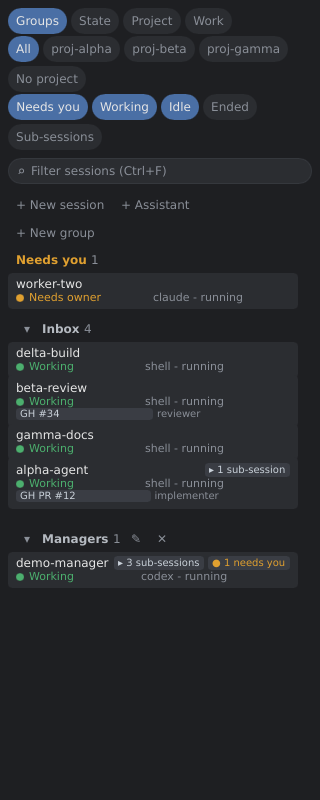 Groups State Project Work
All proj-alpha proj-beta proj-gamma
No project
Needs you Working Idle Ended
Sub-sessions
Filter sessions (Ctrl+F)
+ New session + Assistant
+ New group
Needs you 1
worker-two
Needs owner claude - running
▾ Inbox 4
delta-build
Working shell - running
beta-review
Working shell - running
GH #34 reviewer
gamma-docs
Working shell - running
alpha-agent ▸ 1 sub-session
Working shell - running
GH PR #12 implementer
▾ Managers 1 ✎ ✕
demo-manager ▸ 3 sub-sessions ● 1 needs you
Working codex - running